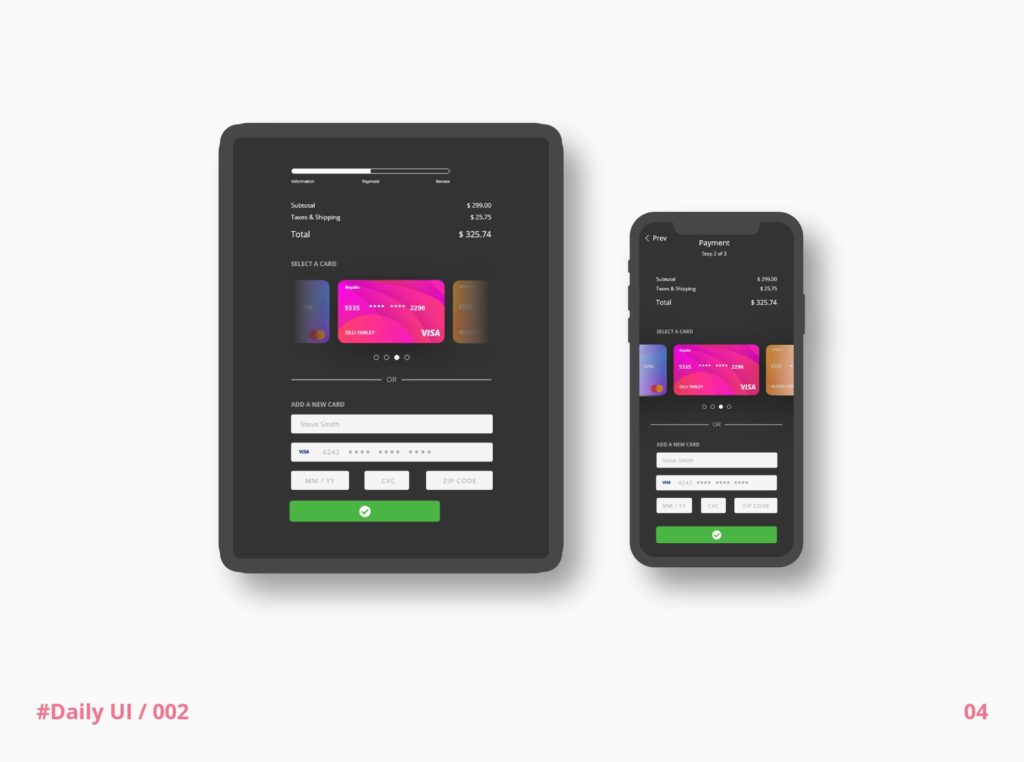 Information Payment Review
Subtotal $ 299.00
Taxes & Shipping $ 25.75
Total $ 325.74
SELECT A CARD
Regalia
5535 **** **** 2296
OLLI FARLEY VISA
OR
ADD A NEW CARD
Steve Smith
VISA 4242 **** **** ****
MM / YY CVC ZIP CODE
Prev
Payment
Step 2 of 3
Subtotal $ 299.00
Taxes & Shipping $ 25.75
Total $ 325.74
SELECT A CARD
Regalia
5535 **** **** 2296
OLLI FARLEY VISA
OR
ADD A NEW CARD
Steve Smith
VISA 4242 **** **** ****
MM / YY CVC ZIP CODE
#Daily UI / 002
04